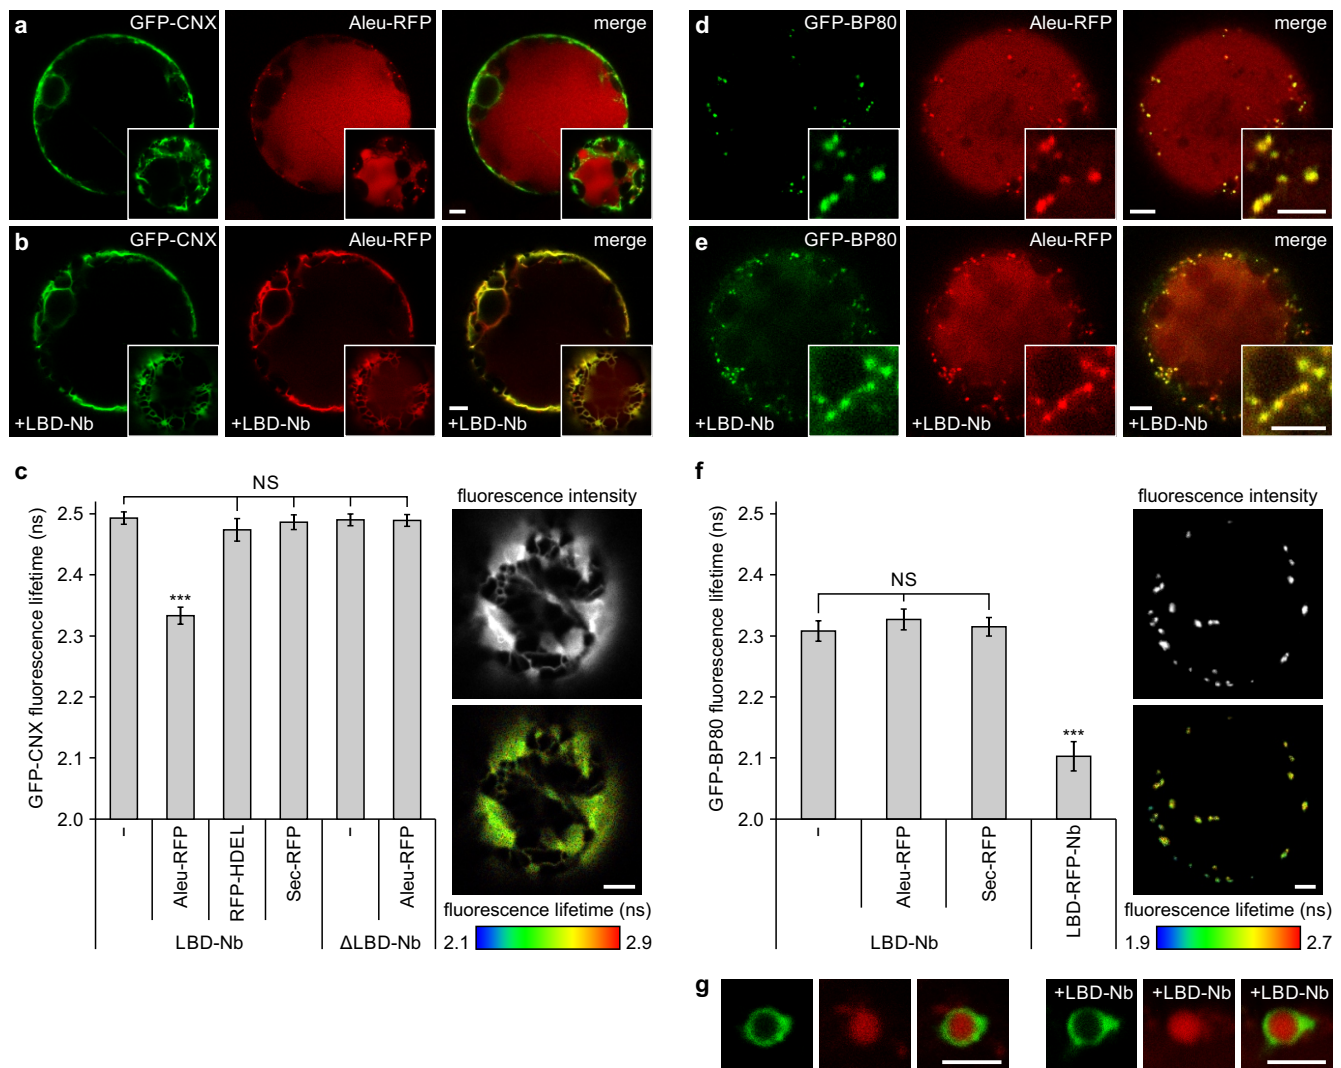 a GFP-CNX Aleu-RFP merge
b GFP-CNX Aleu-RFP merge
+LBD-Nb +LBD-Nb +LBD-Nb
c
NS
GFP-CNX fluorescence lifetime (ns)
2.5
2.4
2.3
2.2
2.1
2.0
***
- Aleu-RFP RFP-HDEL Sec-RFP - Aleu-RFP
LBD-Nb ΔLBD-Nb
fluorescence intensity
fluorescence lifetime (ns)
2.1 2.9
d GFP-BP80 Aleu-RFP merge
e GFP-BP80 Aleu-RFP merge
+LBD-Nb +LBD-Nb +LBD-Nb
f
NS
GFP-BP80 fluorescence lifetime (ns)
2.5
2.4
2.3
2.2
2.1
2.0
***
- Aleu-RFP Sec-RFP LBD-RFP-Nb
LBD-Nb
fluorescence intensity
fluorescence lifetime (ns)
1.9 2.7
g
+LBD-Nb +LBD-Nb +LBD-Nb